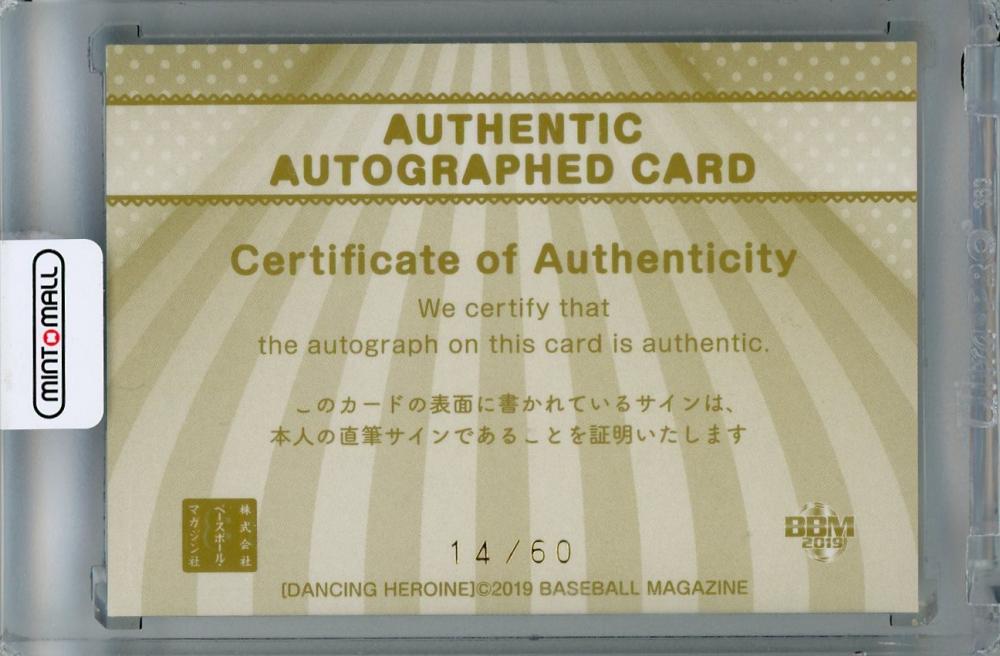 AUTHENTIC
AUTOGRAPHED CARD
Certificate of Authenticity
We certify that
the autograph on this card is authentic.
このカードの表面に書かれているサインは、
本人の直筆サインであることを証明いたします
MINTOMALL
株式会社
ベースボール・
マガジン社
14/60
BBM
2019
[DANCING HEROINE]©2019 BASEBALL MAGAZINE